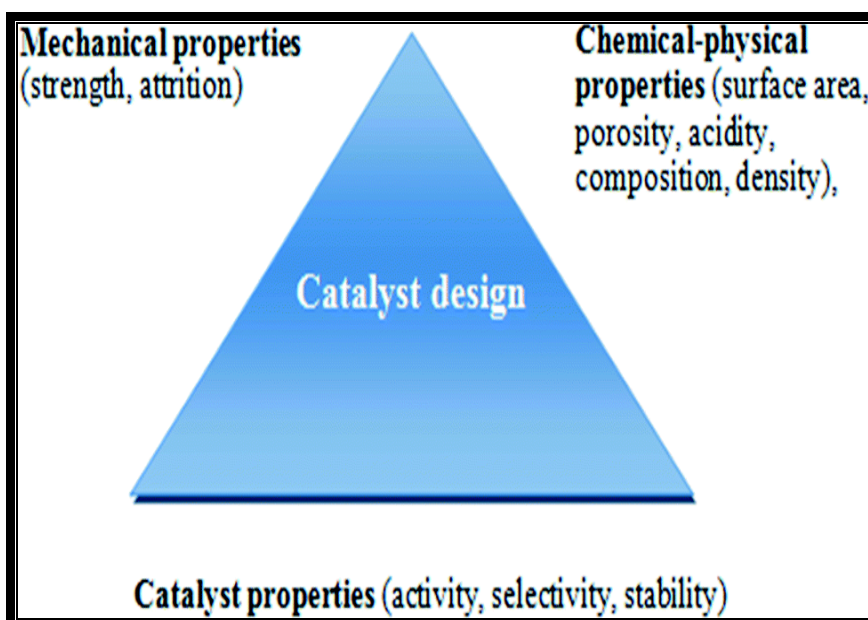 Mechanical properties
(strength, attrition)
Chemical-physical
properties (surface area,
porosity, acidity,
composition, density),
Catalyst design
Catalyst properties (activity, selectivity, stability)